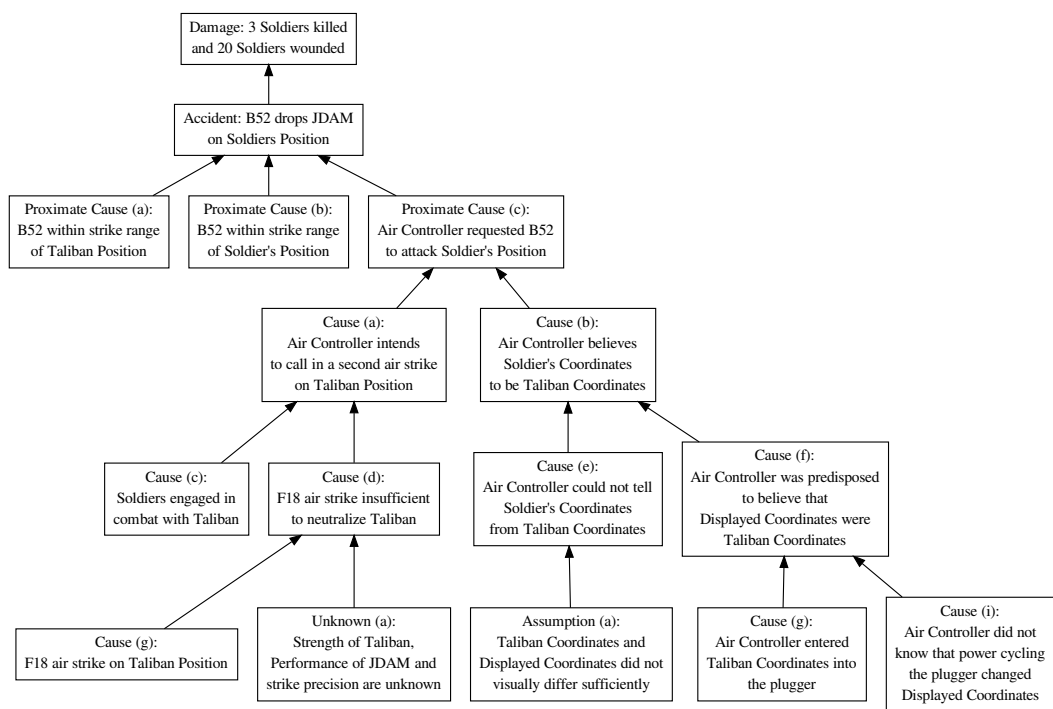 Damage: 3 Soldiers killed
and 20 Soldiers wounded
Accident: B52 drops JDAM
on Soldiers Position
Proximate Cause (a):
B52 within strike range
of Taliban Position
Proximate Cause (b):
B52 within strike range
of Soldier's Position
Proximate Cause (c):
Air Controller requested B52
to attack Soldier's Position
Cause (a):
Air Controller intends
to call in a second air strike
on Taliban Position
Cause (b):
Air Controller believes
Soldier's Coordinates
to be Taliban Coordinates
Cause (c):
Soldiers engaged in
combat with Taliban
Cause (d):
F18 air strike insufficient
to neutralize Taliban
Cause (e):
Air Controller could not tell
Soldier's Coordinates
from Taliban Coordinates
Cause (f):
Air Controller was predisposed
to believe that
Displayed Coordinates were
Taliban Coordinates
Cause (g):
F18 air strike on Taliban Position
Unknown (a):
Strength of Taliban,
Performance of JDAM and
strike precision are unknown
Assumption (a):
Taliban Coordinates and
Displayed Coordinates did not
visually differ sufficiently
Cause (g):
Air Controller entered
Taliban Coordinates into
the plugger
Cause (i):
Air Controller did not
know that power cycling
the plugger changed
Displayed Coordinates